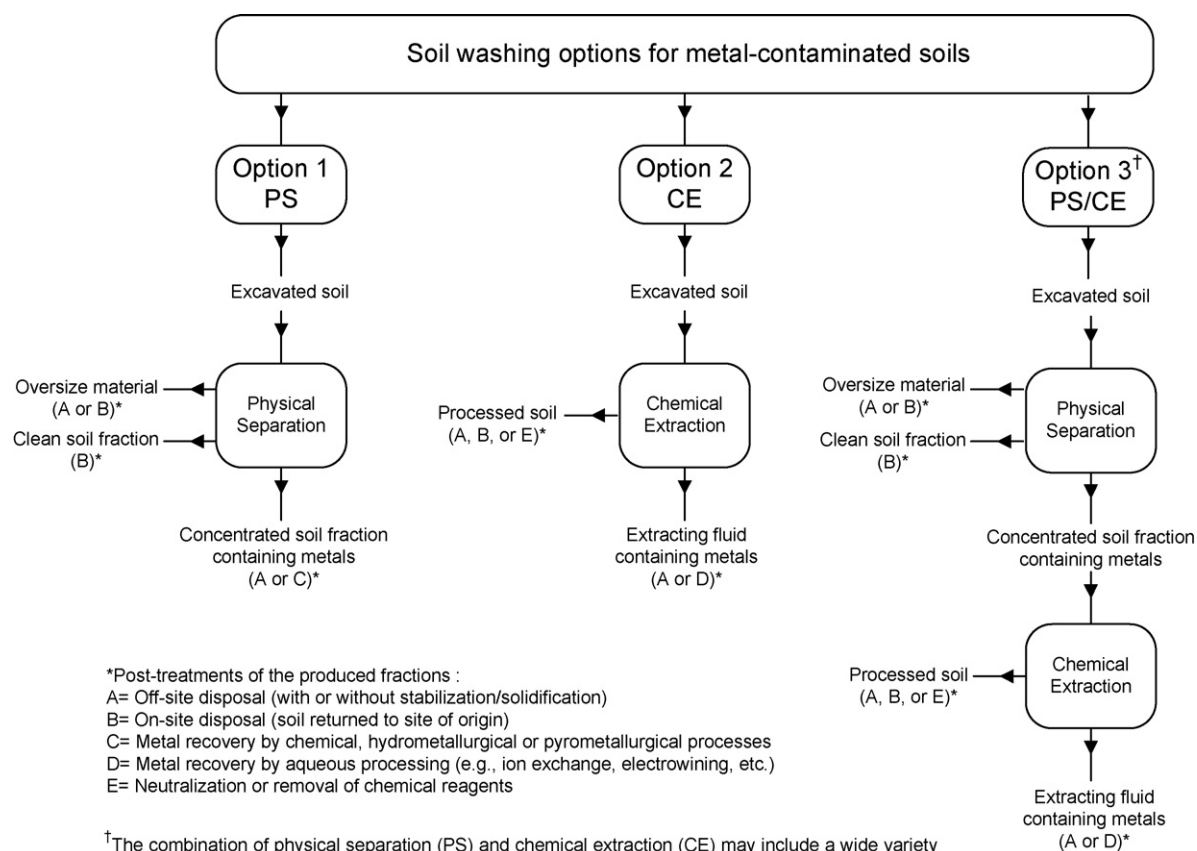 Soil washing options for metal-contaminated soils
Option 1
PS
Option 2
CE
Option 3†
PS/CE
Excavated soil
Excavated soil
Excavated soil
Oversize material
(A or B)*
Clean soil fraction
(B)*
Physical
Separation
Processed soil
(A, B, or E)*
Chemical
Extraction
Oversize material
(A or B)*
Clean soil fraction
(B)*
Physical
Separation
Concentrated soil fraction
containing metals
(A or C)*
Extracting fluid
containing metals
(A or D)*
Concentrated soil fraction
containing metals
Processed soil
(A, B, or E)*
Chemical
Extraction
Extracting fluid
containing metals
(A or D)*
*Post-treatments of the produced fractions :
A= Off-site disposal (with or without stabilization/solidification)
B= On-site disposal (soil returned to site of origin)
C= Metal recovery by chemical, hydrometallurgical or pyrometallurgical processes
D= Metal recovery by aqueous processing (e.g., ion exchange, electrowining, etc.)
E= Neutralization or removal of chemical reagents
†The combination of physical separation (PS) and chemical extraction (CE) may include a wide variety